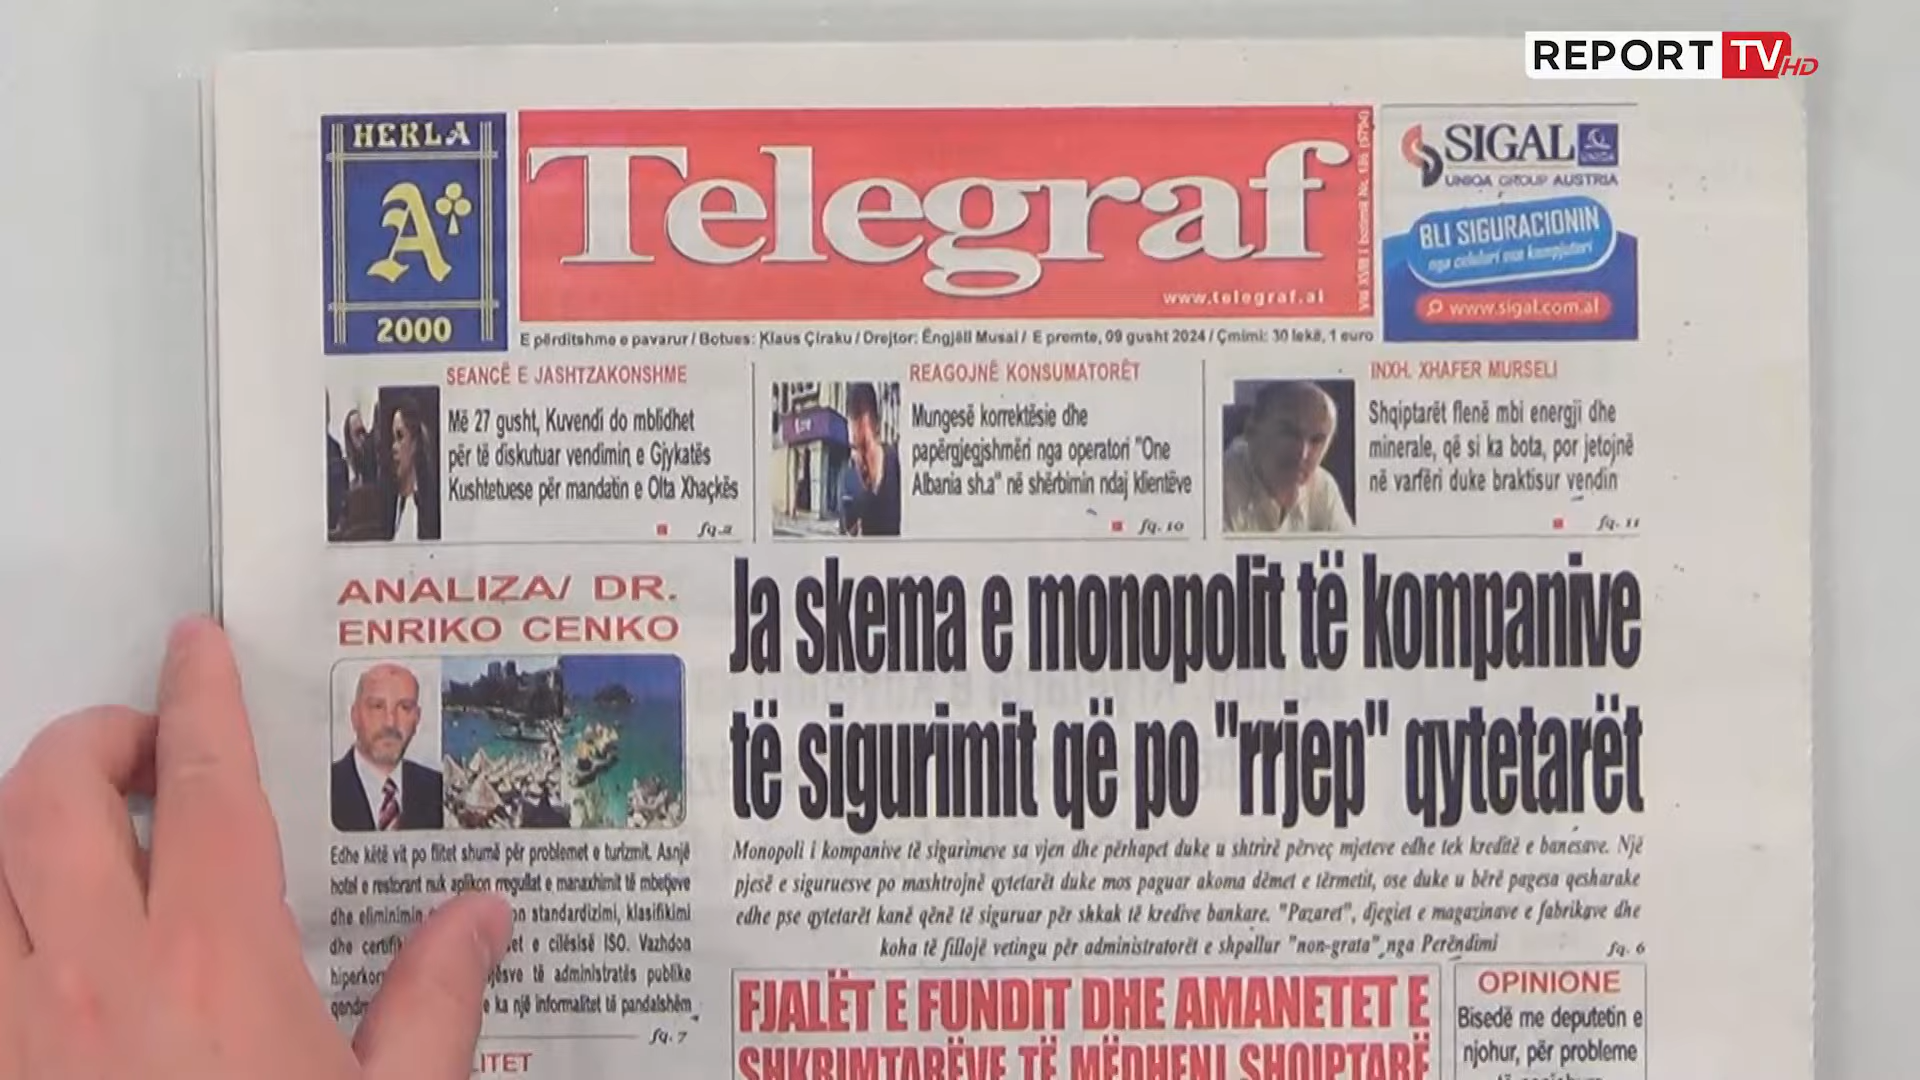 REPORT TV HD
HEKLA
A
2000
Telegraf
www.telegraf.al
SIGAL UNIQA
UNIQA GROUP AUSTRIA
BLI SIGURACIONIN
nga celulari ose kompjuteri
www.sigal.com.al
E përditshme e pavarur / Botues: Klaus Çiraku / Drejtor: Ëngjëll Musai / E premte, 09 gusht 2024 / Çmimi: 30 lekë, 1 euro
SEANCË E JASHTZAKONSHME
Më 27 gusht, Kuvendi do mblidhet
për të diskutuar vendimin e Gjykatës
Kushtetuese për mandatin e Olta Xhaçkës
fq.2
REAGOJNË KONSUMATORËT
Mungesë korrektësie dhe
papërgjegjshmëri nga operatori "One
Albania sh.a" në shërbimin ndaj klientëve
fq. 10
INXH. XHAFER MURSELI
Shqiptarët flenë mbi energji dhe
minerale, që si ka bota, por jetojnë
në varfëri duke braktisur vendin
fq. 11
ANALIZA/ DR.
ENRIKO CENKO
Edhe këtë vit po flitet shumë për problemet e turizmit. Asnjë
hotel e restorant nuk aplikon rregullat e manaxhimit të mbetjeve
dhe eliminimin standardizimi, klasifikimi
dhe e cilësisë ISO. Vazhdon
të administratës publike
e ka një informalitet të pandalshëm
fq. 7
Ja skema e monopolit të kompanive
të sigurimit që po "rrjep" qytetarët
Monopoli i kompanive të sigurimeve sa vjen dhe përhapet duke u shtrirë përveç mjeteve edhe tek kreditë e banesave. Një
pjesë e siguruesve po mashtrojnë qytetarët duke mos paguar akoma dëmet e tërmetit, ose duke u bërë pagesa qesharake
edhe pse qytetarët kanë qënë të siguruar për shkak të kredive bankare. "Pazaret", djegiet e magazinave e fabrikave dhe
koha të fillojë vetingu për administratorët e shpallur "non-grata" nga Perëndimi
fq. 6
FJALËT E FUNDIT DHE AMANETET E
SHKRIMTARËVE TË MËDHENJ SHQIPTARË
OPINIONE
Bisedë me deputetin e
njohur, për probleme